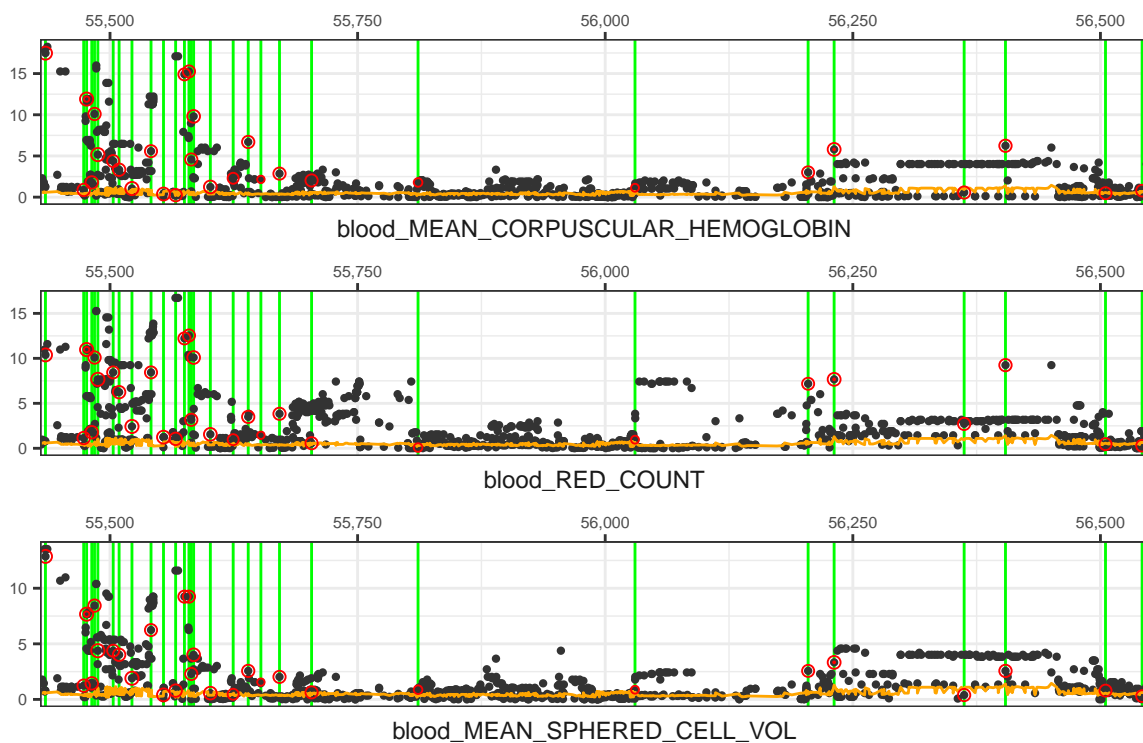 55,500 55,750 56,000 56,250 56,500
15
10
5
0
blood_MEAN_CORPUSCULAR_HEMOGLOBIN
55,500 55,750 56,000 56,250 56,500
15
10
5
0
blood_RED_COUNT
55,500 55,750 56,000 56,250 56,500
10
5
0
blood_MEAN_SPHERED_CELL_VOL